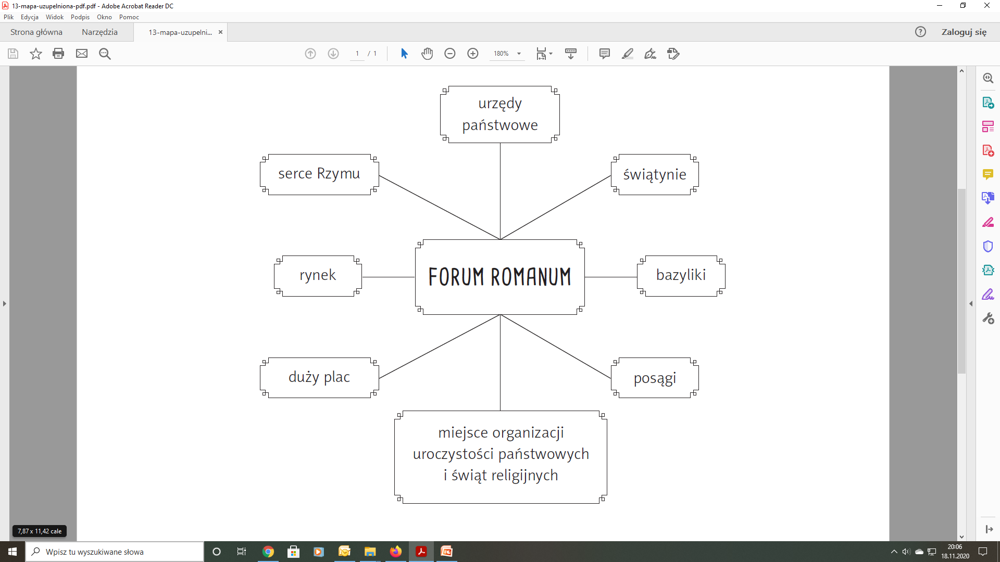 13-mapa-uzupelniona-pdf.pdf - Adobe Acrobat Reader DC
Plik Edycja Widok Podpis Okno Pomoc
Strona główna Narzędzia 13-mapa-uzupelni... × Zaloguj się
1 / 1 180%
urzędy
państwowe
serce Rzymu
świątynie
rynek
FORUM ROMANUM
bazyliki
duży plac
posągi
miejsce organizacji
uroczystości państwowych
i świąt religijnych
7,87 x 11,42 cale
Wpisz tu wyszukiwane słowa
20:06
18.11.2020